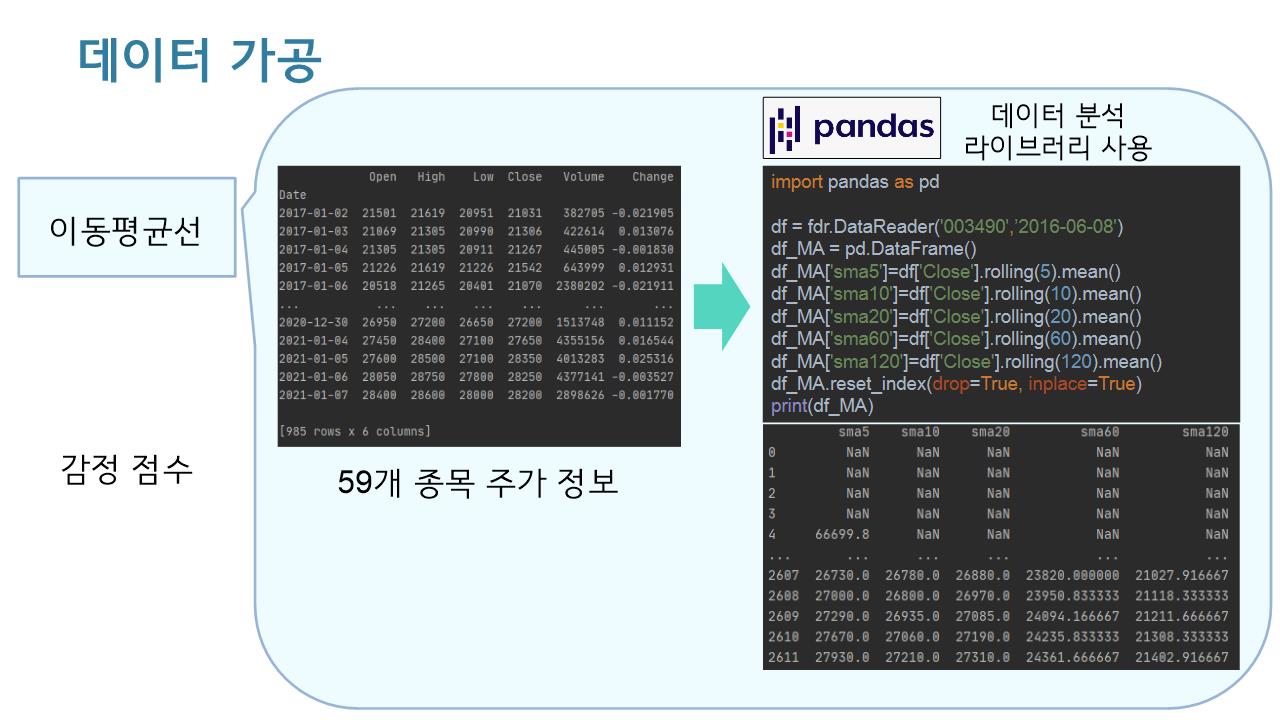 데이터 가공
이동평균선
감정 점수
Open High Low Close Volume Change
Date
2017-01-02 21501 21619 20951 21031 382705 -0.021905
2017-01-03 21069 21305 20990 21306 422614 0.013076
2017-01-04 21305 21305 20911 21267 445005 -0.001830
2017-01-05 21226 21619 21226 21542 643999 0.012931
2017-01-06 20518 21265 20401 21070 2380202 -0.021911
... ... ... ... ... ... ...
2020-12-30 26950 27200 26650 27200 1513748 0.011152
2021-01-04 27450 28400 27100 27650 4355156 0.016544
2021-01-05 27600 28500 27100 28350 4013283 0.025316
2021-01-06 28050 28750 27800 28250 4377141 -0.003527
2021-01-07 28400 28600 28000 28200 2898626 -0.001770
[985 rows x 6 columns]
59개 종목 주가 정보
pandas
데이터 분석
라이브러리 사용
import pandas as pd
df = fdr.DataReader('003490','2016-06-08')
df_MA = pd.DataFrame()
df_MA['sma5']=df['Close'].rolling(5).mean()
df_MA['sma10']=df['Close'].rolling(10).mean()
df_MA['sma20']=df['Close'].rolling(20).mean()
df_MA['sma60']=df['Close'].rolling(60).mean()
df_MA['sma120']=df['Close'].rolling(120).mean()
df_MA.reset_index(drop=True, inplace=True)
print(df_MA)
sma5 sma10 sma20 sma60 sma120
0 NaN NaN NaN NaN NaN
1 NaN NaN NaN NaN NaN
2 NaN NaN NaN NaN NaN
3 NaN NaN NaN NaN NaN
4 66699.8 NaN NaN NaN NaN
... ... ... ... ... ...
2607 26730.0 26780.0 26880.0 23820.000000 21027.916667
2608 27000.0 26800.0 26970.0 23950.833333 21118.333333
2609 27290.0 26935.0 27085.0 24094.166667 21211.666667
2610 27670.0 27060.0 27190.0 24235.833333 21308.333333
2611 27930.0 27210.0 27310.0 24361.666667 21402.916667